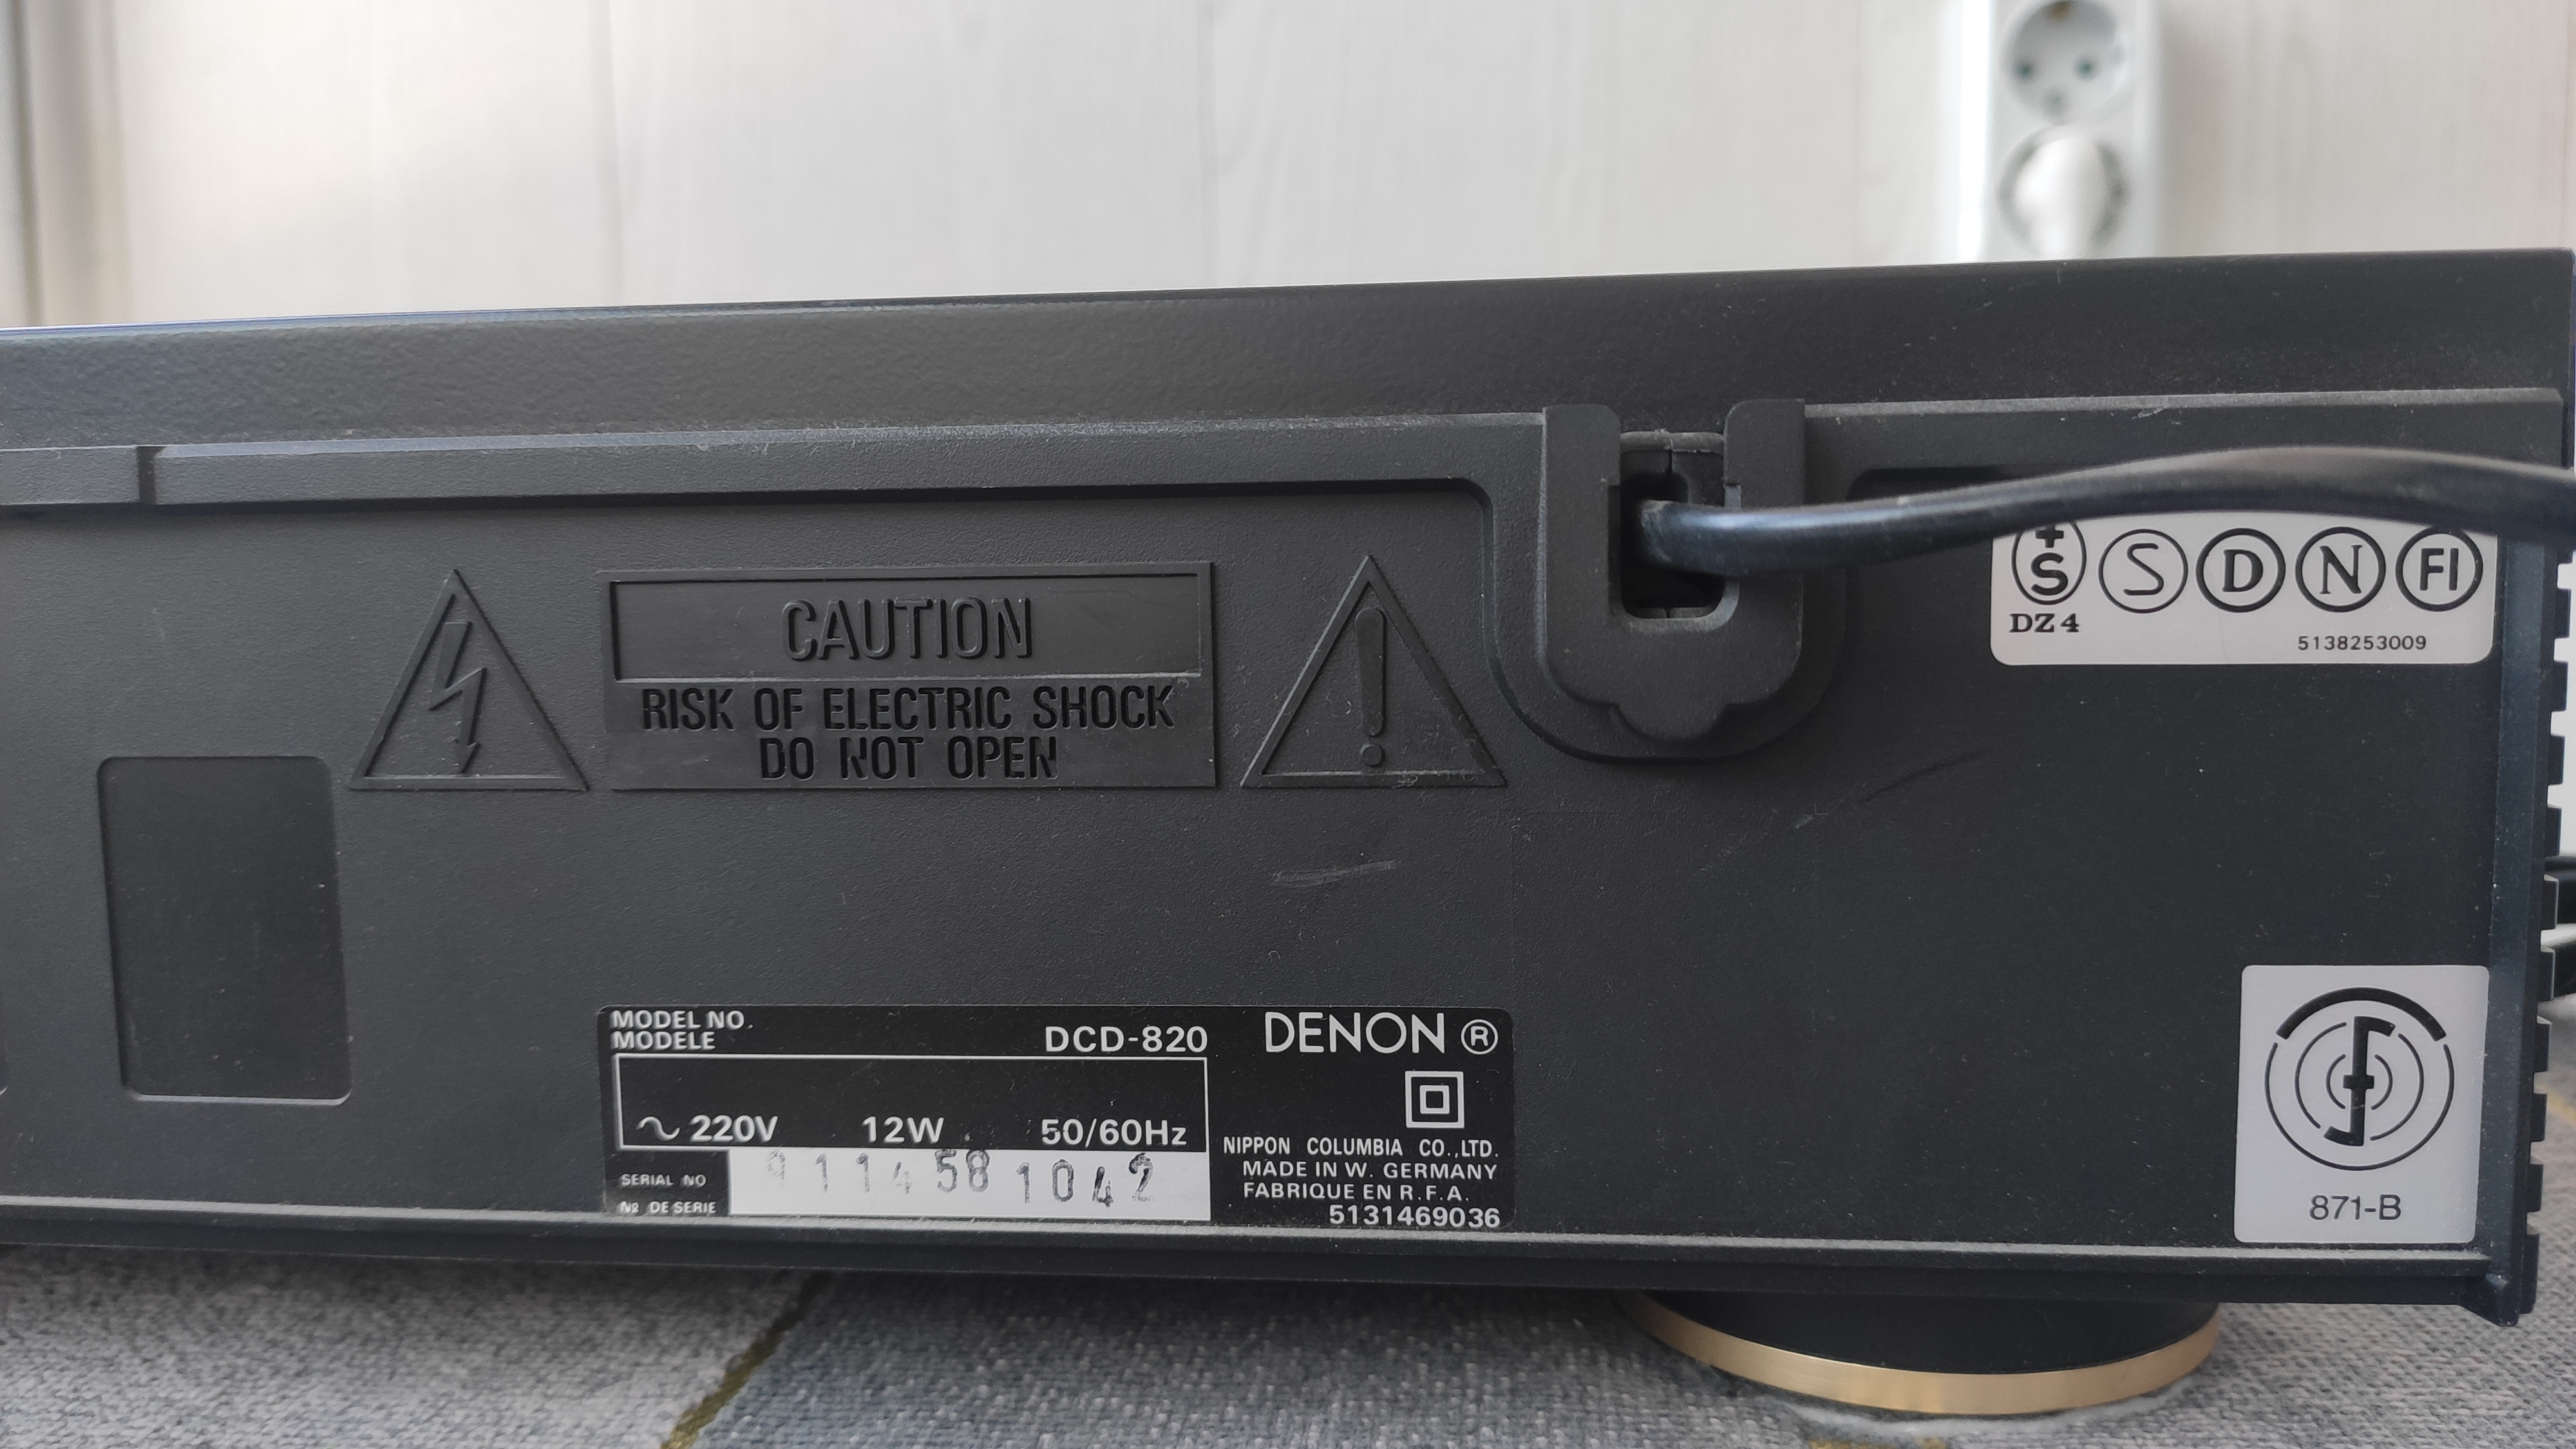 S S D N FI
DZ4
5138253009
CAUTION
RISK OF ELECTRIC SHOCK
DO NOT OPEN
MODEL NO.
MODELE
DCD-820
DENON ®
~ 220V 12W 50/60Hz
SERIAL NO
Nº DE SERIE
9114581042
NIPPON COLUMBIA CO.,LTD.
MADE IN W. GERMANY
FABRIQUE EN R.F.A.
5131469036
871-B